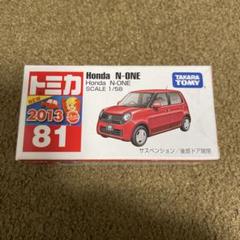 トミカ
NEW
2013
81
Honda N-ONE
Honda N-ONE
SCALE 1/58
TAKARA
TOMY
サスペンション/後部ドア開閉